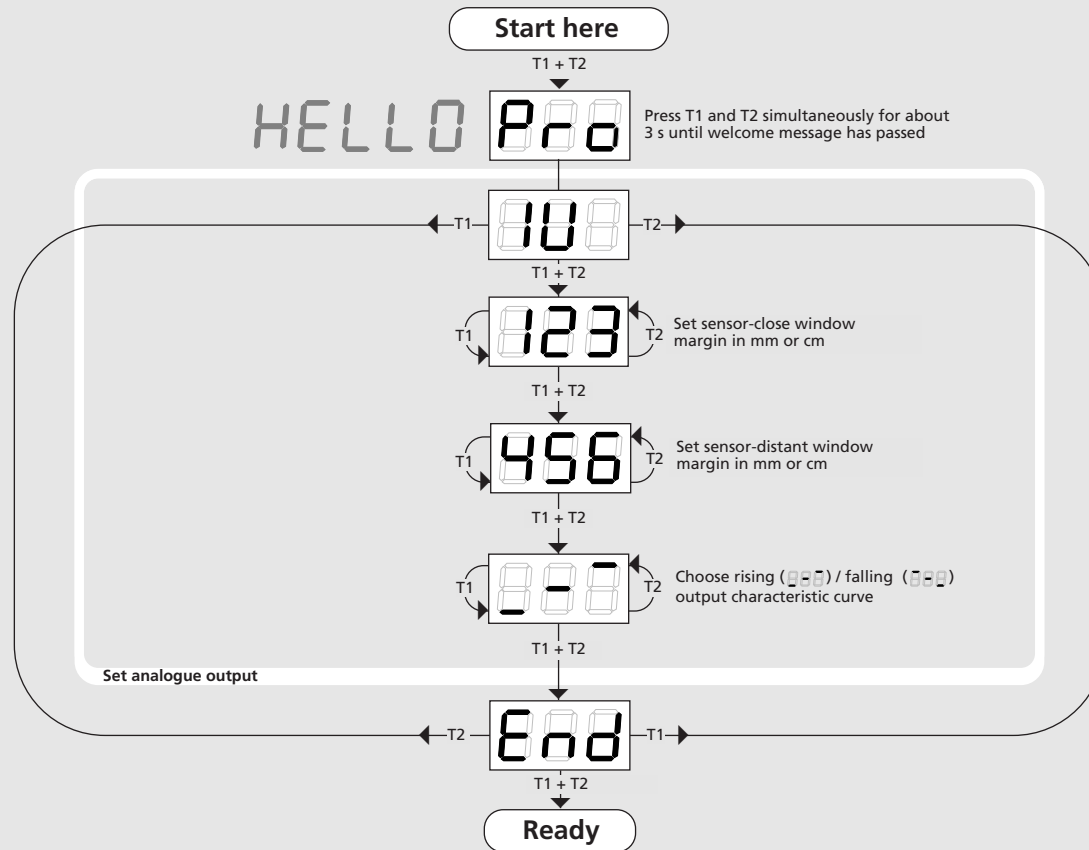 Start here
T1 + T2
HELLO
Pro
Press T1 and T2 simultaneously for about
3 s until welcome message has passed
T1
IU
T2
T1 + T2
T1
123
T2
Set sensor-close window
margin in mm or cm
T1 + T2
T1
456
T2
Set sensor-distant window
margin in mm or cm
T1 + T2
T1
_-‾
T2
Choose rising (_-‾) / falling (‾-_)
output characteristic curve
T1 + T2
Set analogue output
T2
End
T1
T1 + T2
Ready